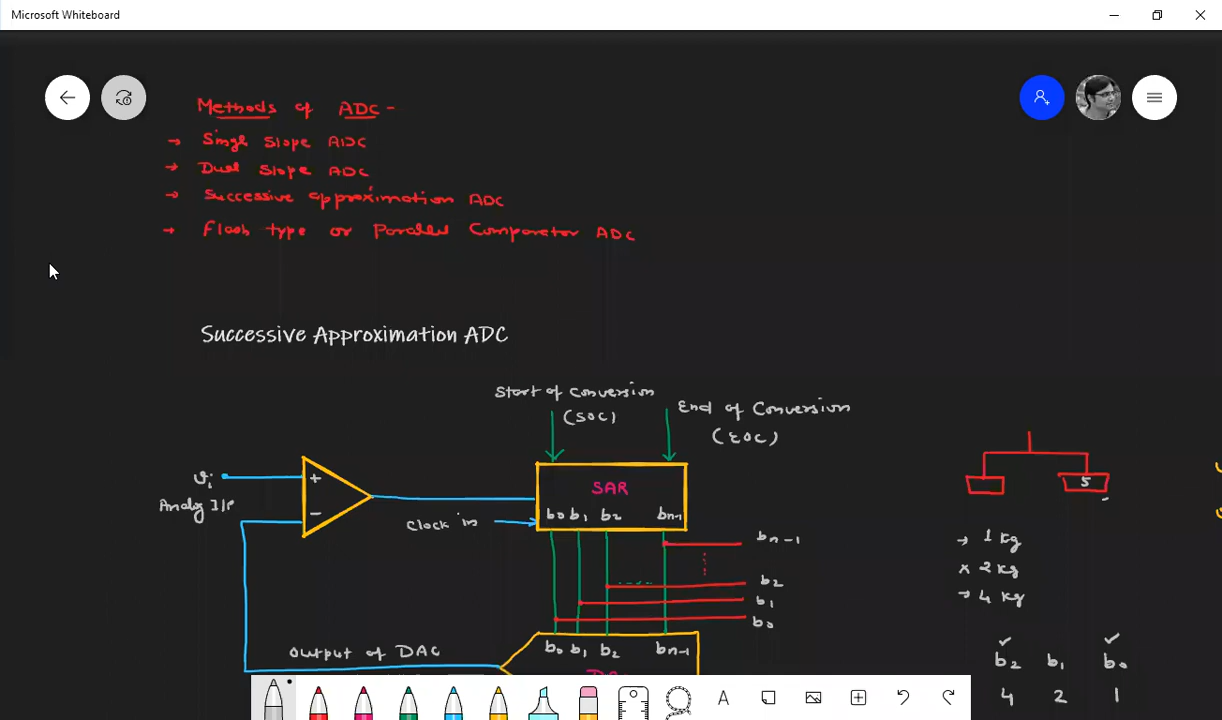 Microsoft Whiteboard
Methods of ADC -
→ Single Slope ADC
→ Dual Slope ADC
→ Successive approximation ADC
→ Flash type or Parallel Comparator ADC
Successive Approximation ADC
Start of Conversion
(SOC)
End of Conversion
(EOC)
vi
Analog I/P
+
-
SAR
b0 b1 b2 bn-1
Clock in
bn-1
b2
b1
b0
Output of DAC
b0 b1 b2 bn-1
5
→ 1 kg
x 2 kg
→ 4 kg
✓ ✓
b2 b1 b0
4 2 1
A